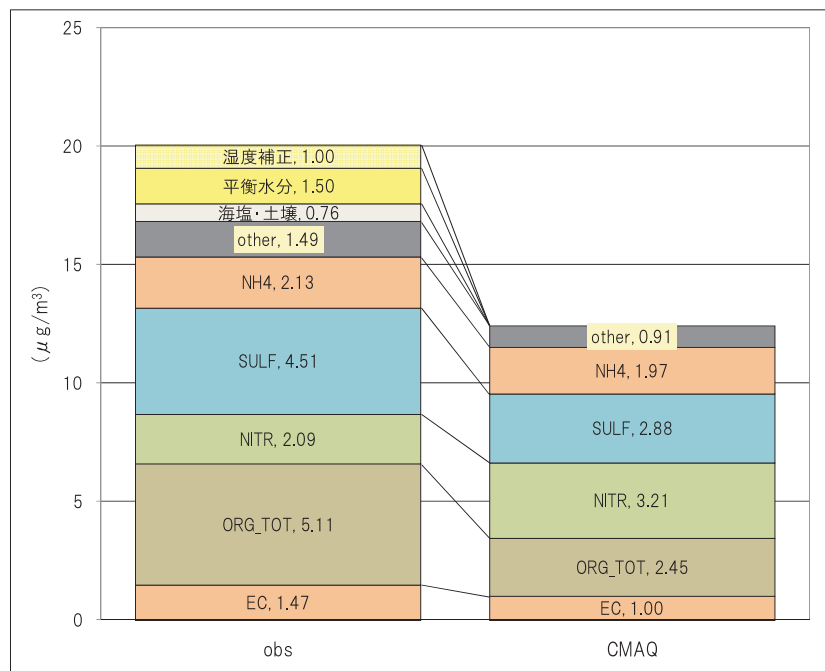 25
20
15
10
5
0
(μg/m³)
湿度補正, 1.00
平衡水分, 1.50
海塩・土壌, 0.76
other, 1.49
NH4, 2.13
SULF, 4.51
NITR, 2.09
ORG_TOT, 5.11
EC, 1.47
other, 0.91
NH4, 1.97
SULF, 2.88
NITR, 3.21
ORG_TOT, 2.45
EC, 1.00
obs
CMAQ